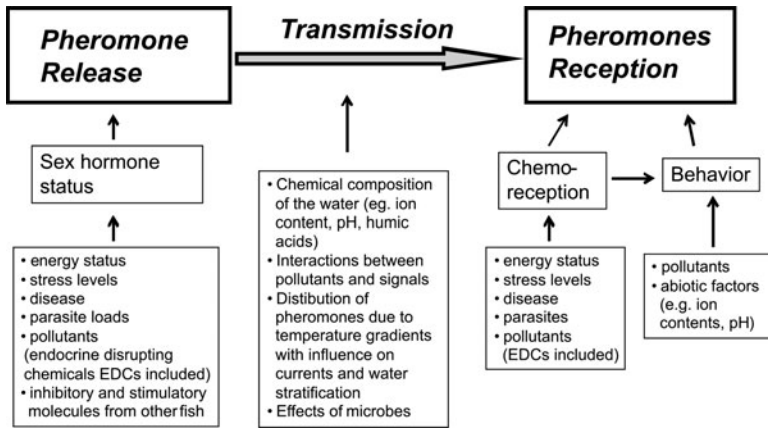 Pheromone
Release
Transmission
Pheromones
Reception
Sex hormone
status
• energy status
• stress levels
• disease
• parasite loads
• pollutants
(endocrine disrupting
chemicals EDCs included)
• inhibitory and stimulatory
molecules from other fish
• Chemical composition
of the water (eg. ion
content, pH, humic
acids)
• Interactions between
pollutants and signals
• Distibution of
pheromones due to
temperature gradients
with influence on
currents and water
stratification
• Effects of microbes
Chemo-
reception
• energy status
• stress levels
• disease
• parasites
• pollutants
(EDCs included)
Behavior
• pollutants
• abiotic factors
(e.g. ion
contents, pH)